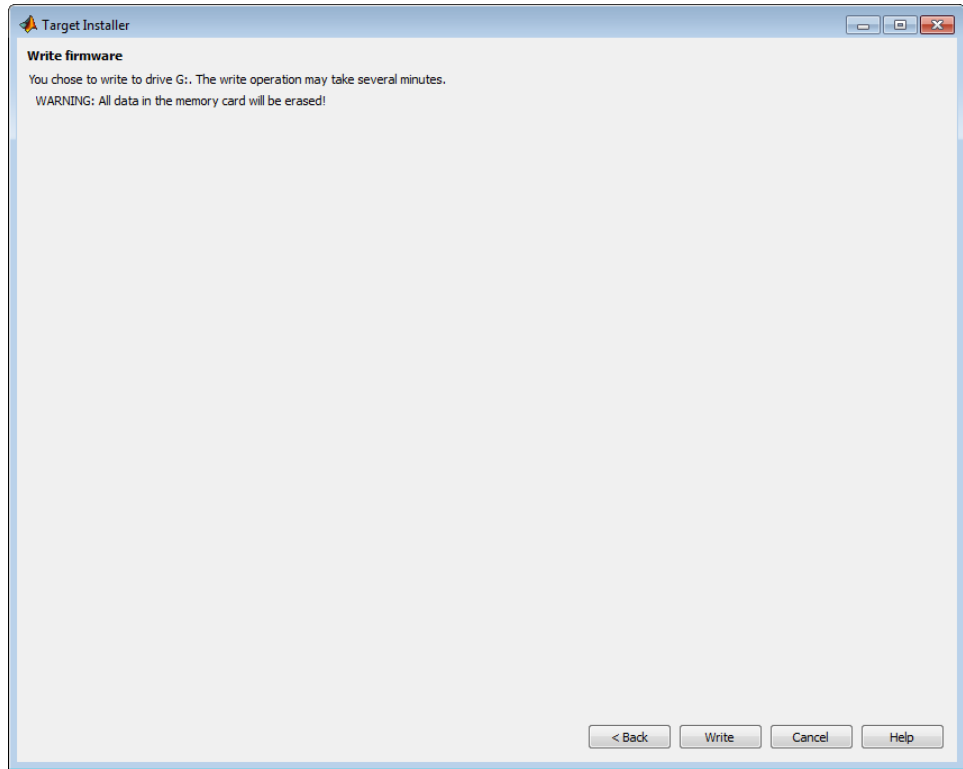 Target Installer
Write firmware
You chose to write to drive G:. The write operation may take several minutes.
WARNING: All data in the memory card will be erased!
< Back Write Cancel Help